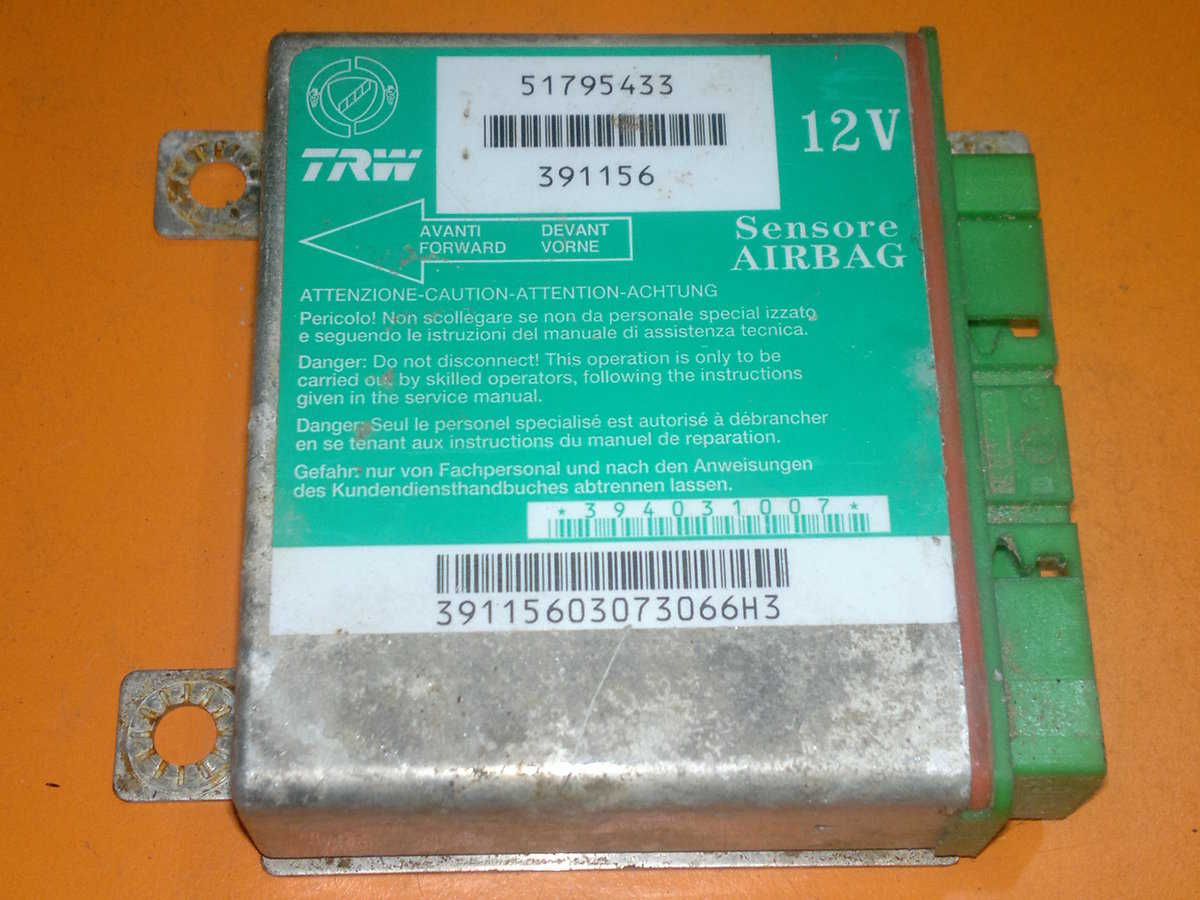 51795433
391156
12V
TRW
AVANTI DEVANT
FORWARD VORNE
Sensore
AIRBAG
ATTENZIONE-CAUTION-ATTENTION-ACHTUNG
Pericolo! Non scollegare se non da personale special izzato
e seguendo le istruzioni del manuale di assistenza tecnica.
Danger: Do not disconnect! This operation is only to be
carried out by skilled operators, following the instructions
given in the service manual.
Danger: Seul le personel specialisé est autorisé à débrancher
en se tenant aux instructions du manuel de reparation.
Gefahr: nur von Fachpersonal und nach den Anweisungen
des Kundendiensthandbuches abtrennen lassen.
*394031007*
39115603073066H3